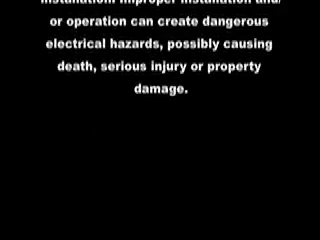 installation. Improper installation and/
or operation can create dangerous
electrical hazards, possibly causing
death, serious injury or property
damage.